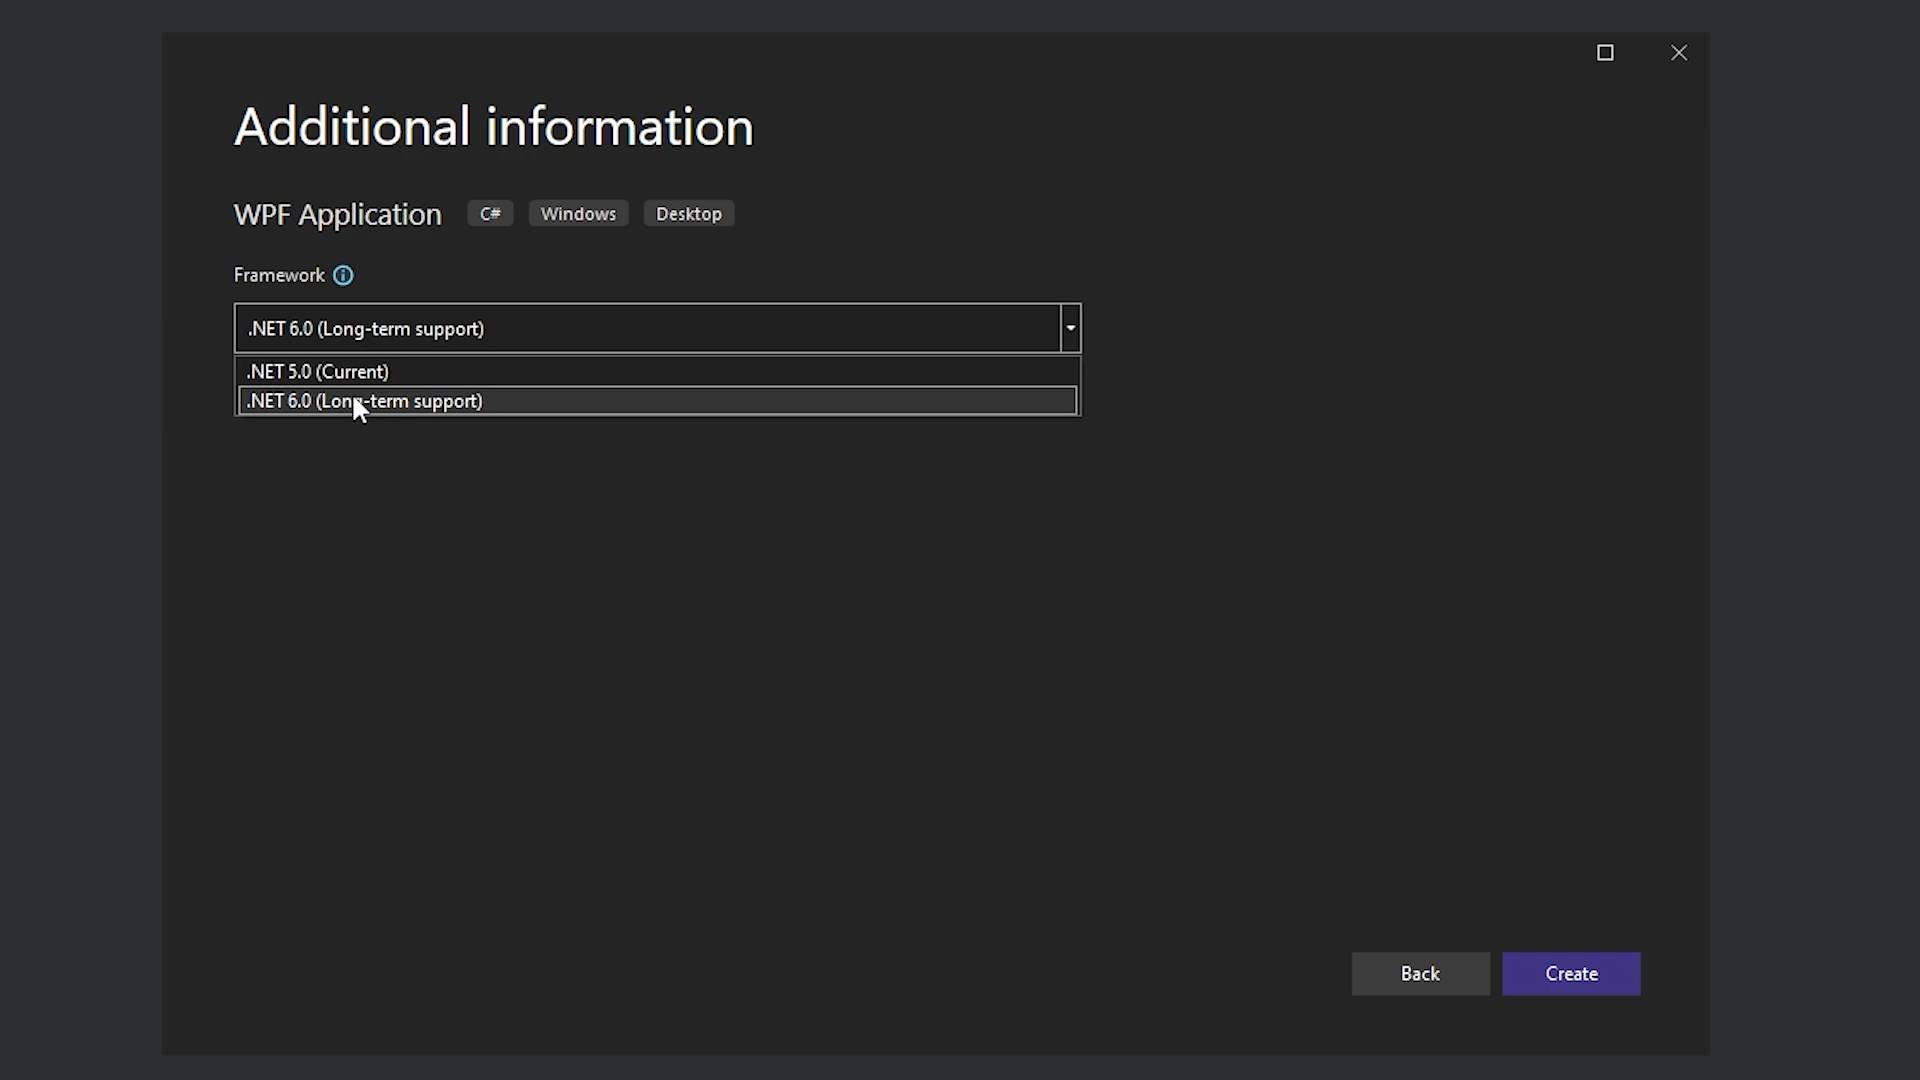 Additional information
WPF Application C# Windows Desktop
Framework
.NET 6.0 (Long-term support)
.NET 5.0 (Current)
.NET 6.0 (Long-term support)
Back Create